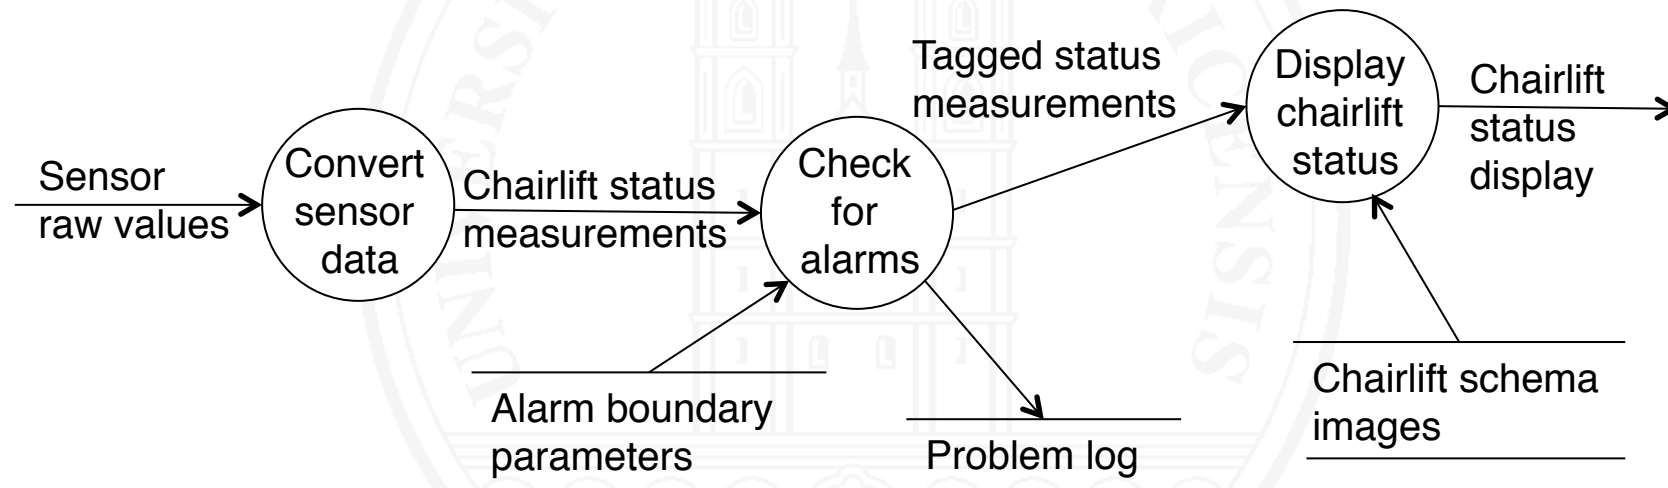 Sensor
raw values
Convert
sensor
data
Chairlift status
measurements
Check
for
alarms
Tagged status
measurements
Display
chairlift
status
Chairlift
status
display
Alarm boundary
parameters
Problem log
Chairlift schema
images